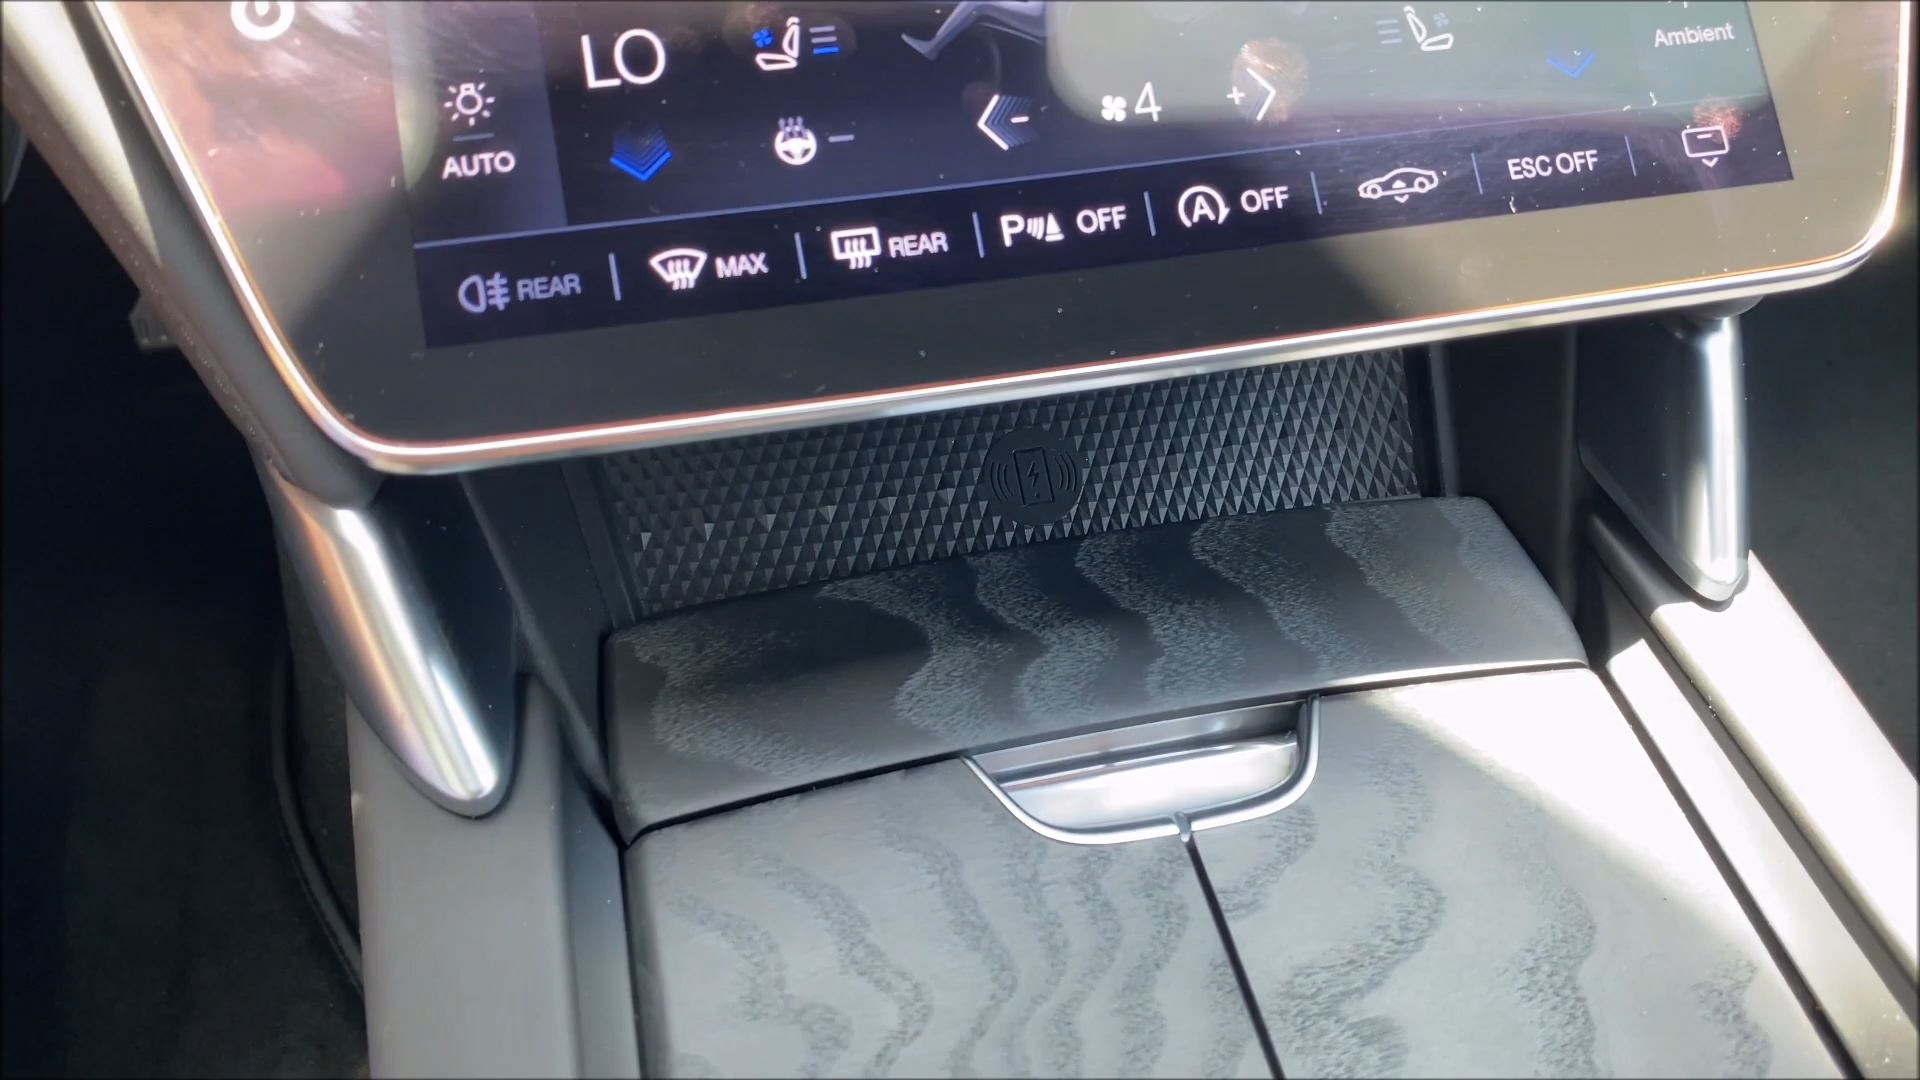 LO
Ambient
AUTO
- 4 +
REAR | MAX | REAR | P OFF | A OFF | ESC OFF